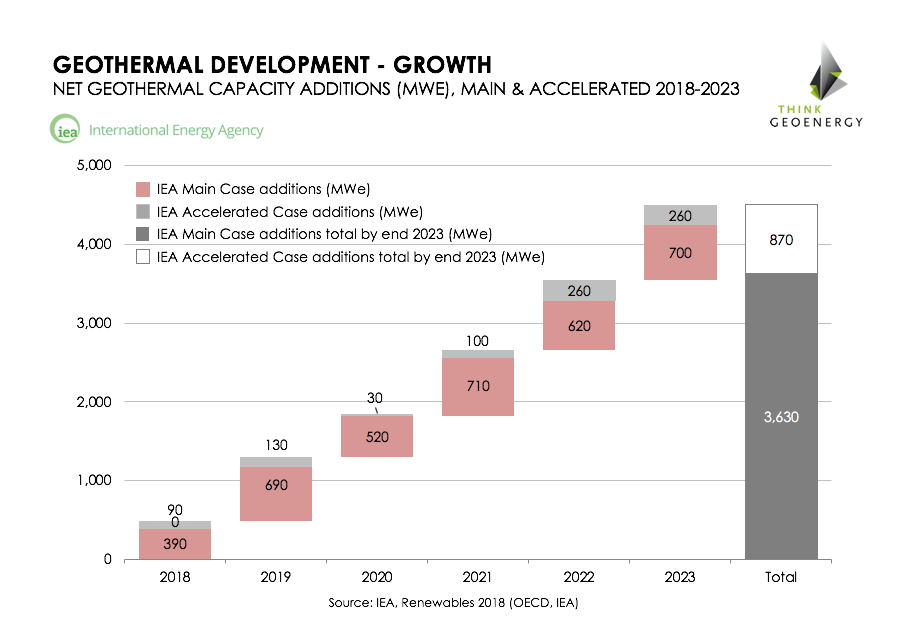 GEOTHERMAL DEVELOPMENT - GROWTH
NET GEOTHERMAL CAPACITY ADDITIONS (MWE), MAIN & ACCELERATED 2018-2023
THINK
GEOENERGY
iea International Energy Agency
5,000
IEA Main Case additions (MWe)
IEA Accelerated Case additions (MWe)
IEA Main Case additions total by end 2023 (MWe)
IEA Accelerated Case additions total by end 2023 (MWe)
4,000
3,000
2,000
1,000
0
90
0
390
130
690
30
520
100
710
260
620
260
700
870
3,630
2018 2019 2020 2021 2022 2023 Total
Source: IEA, Renewables 2018 (OECD, IEA)